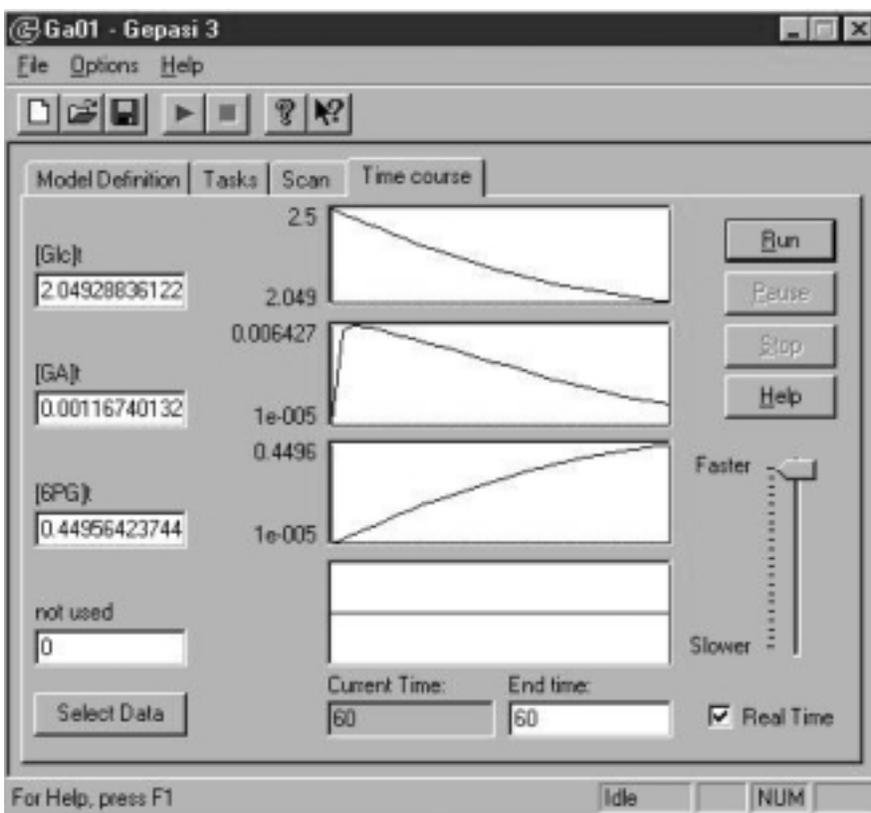 Ga01 - Gepasi 3
File Options Help
Model Definition Tasks Scan Time course
[Glc]t
2.04928836122
2.5
2.049
[GA]t
0.00116740132
0.006427
1e-005
[6PG]t
0.44956423744
0.4496
1e-005
not used
0
Select Data
Current Time:
60
End time:
60
Run
Pause
Stop
Help
Faster
Slower
Real Time
For Help, press F1
Idle
NUM